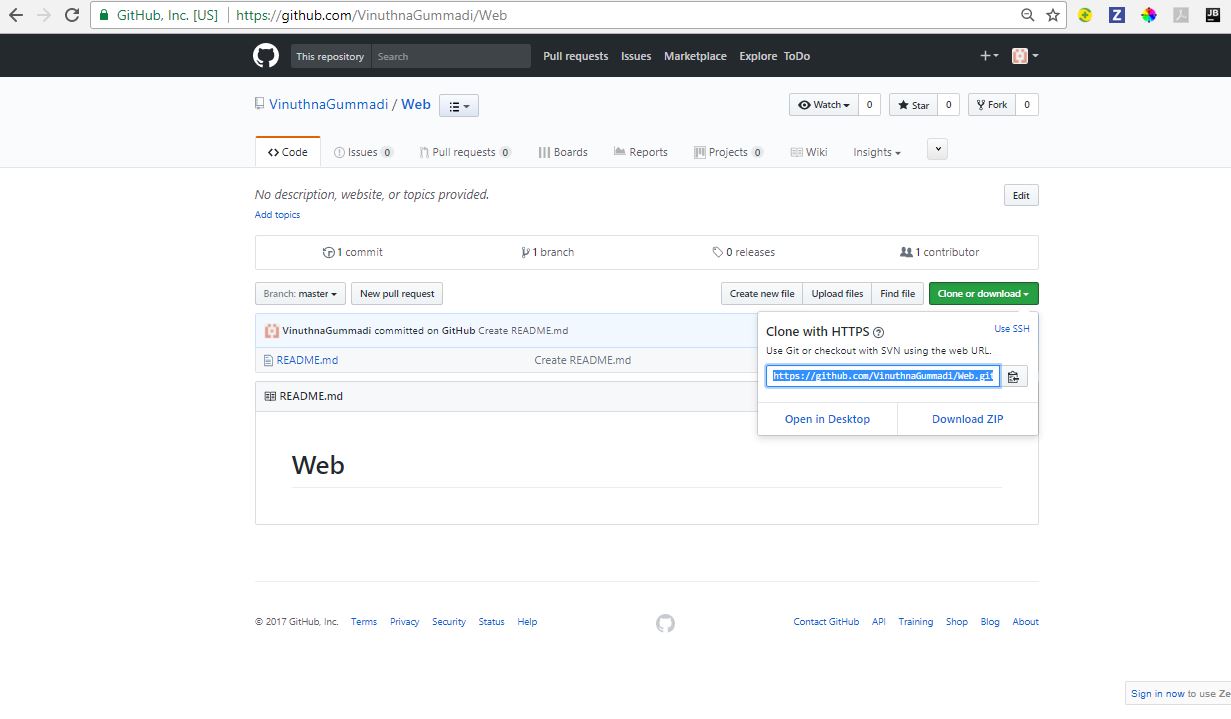 GitHub, Inc. [US] https://github.com/VinuthnaGummadi/Web
Z JB
This repository Search Pull requests Issues Marketplace Explore ToDo
VinuthnaGummadi / Web Watch 0 Star 0 Fork 0
Code Issues 0 Pull requests 0 Boards Reports Projects 0 Wiki Insights
No description, website, or topics provided. Edit
Add topics
1 commit 1 branch 0 releases 1 contributor
Branch: master New pull request Create new file Upload files Find file Clone or download
VinuthnaGummadi committed on GitHub Create README.md
README.md Create README.md
README.md
Web
Clone with HTTPS Use SSH
Use Git or checkout with SVN using the web URL.
https://github.com/VinuthnaGummadi/Web.git
Open in Desktop Download ZIP
© 2017 GitHub, Inc. Terms Privacy Security Status Help Contact GitHub API Training Shop Blog About
Sign in now to use Ze